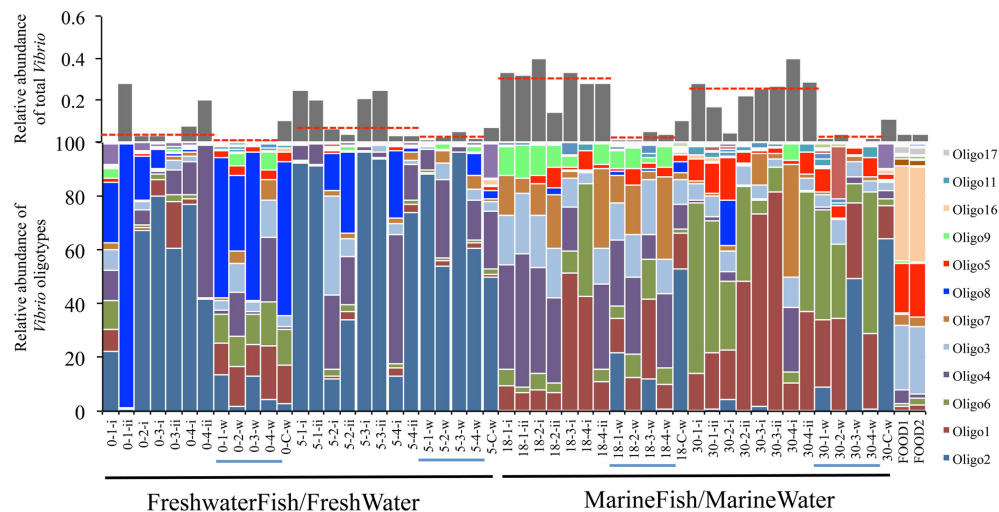 Relative abundance
of total Vibrio
0.6
0.4
0.2
Relative abundance of
Vibrio oligotypes
100
80
60
40
20
0
0-1-i
0-1-ii
0-2-i
0-3-i
0-3-ii
0-4-i
0-4-ii
0-1-w
0-2-w
0-3-w
0-4-w
0-C-w
5-1-i
5-1-ii
5-2-i
5-2-ii
5-3-i
5-3-ii
5-4-i
5-4-ii
5-1-w
5-2-w
5-3-w
5-4-w
5-C-w
18-1-i
18-1-ii
18-2-i
18-2-ii
18-3-i
18-4-i
18-4-ii
18-1-w
18-2-w
18-3-w
18-4-w
18-C-w
30-1-i
30-1-ii
30-2-i
30-2-ii
30-3-i
30-3-ii
30-4-i
30-4-ii
30-1-w
30-2-w
30-3-w
30-4-w
30-C-w
FOOD1
FOOD2
FreshwaterFish/FreshWater
MarineFish/MarineWater
Oligo17
Oligo11
Oligo16
Oligo9
Oligo5
Oligo8
Oligo7
Oligo3
Oligo4
Oligo6
Oligo1
Oligo2